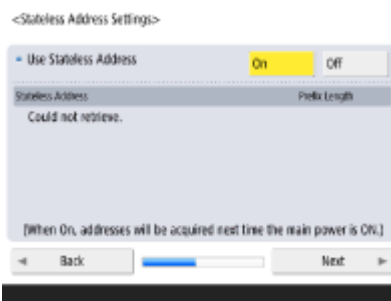 <Stateless Address Settings>
Use Stateless Address On Off
Stateless Address Prefix Length
Could not retrieve.
[When On, addresses will be acquired next time the main power is ON.]
Back Next